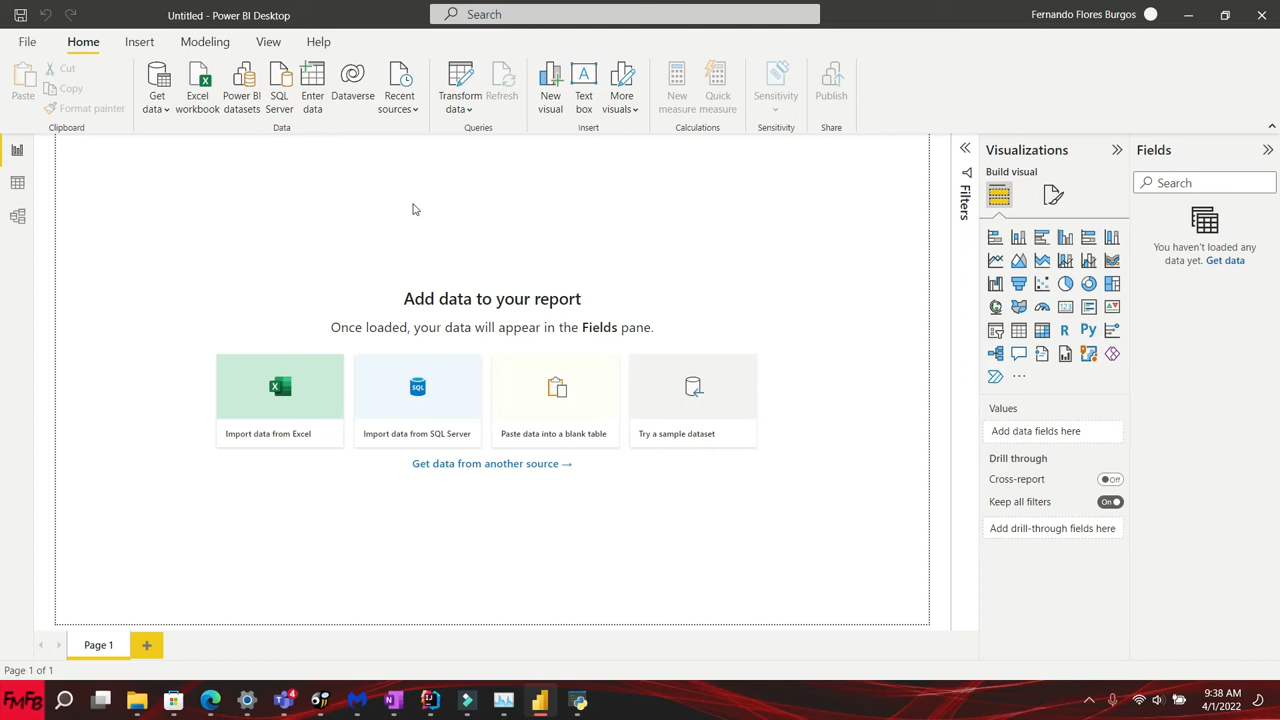 Untitled - Power BI Desktop
Search
Fernando Flores Burgos
File
Home
Insert
Modeling
View
Help
Paste
Cut
Copy
Format painter
Clipboard
Get data
Excel workbook
Power BI datasets
SQL Server
Enter data
Dataverse
Recent sources
Data
Transform data
Refresh
Queries
New visual
A
Text box
More visuals
Insert
New measure
Quick measure
Calculations
Sensitivity
Sensitivity
Publish
Share
Filters
Visualizations
Build visual
123
R
Py
Values
Add data fields here
Drill through
Cross-report
Off
Keep all filters
On
Add drill-through fields here
Fields
Search
You haven't loaded any
data yet. Get data
Add data to your report
Once loaded, your data will appear in the Fields pane.
X
SQL
Import data from Excel
Import data from SQL Server
Paste data into a blank table
Try a sample dataset
Get data from another source →
Page 1
Page 1 of 1
FMFB
4
N
9:38 AM
4/1/2022